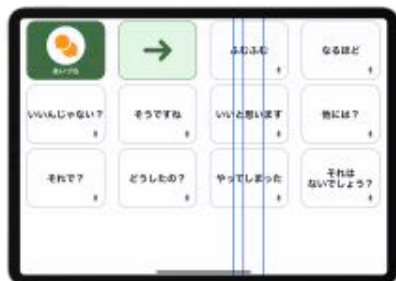 あいづち
ふむふむ
なるほど
いいんじゃない?
そうですね
いいと思います
他には?
それで?
どうしたの?
やってしまった
それは
ないでしょう?